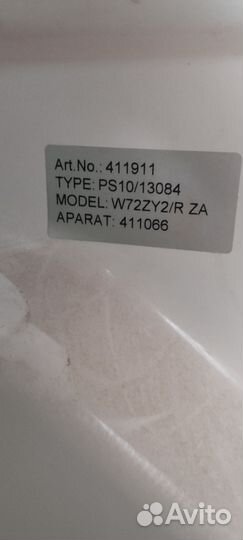 Art.No.: 411911
TYPE: PS10/13084
MODEL: W72ZY2/R ZA
APARAT: 411066
Avito